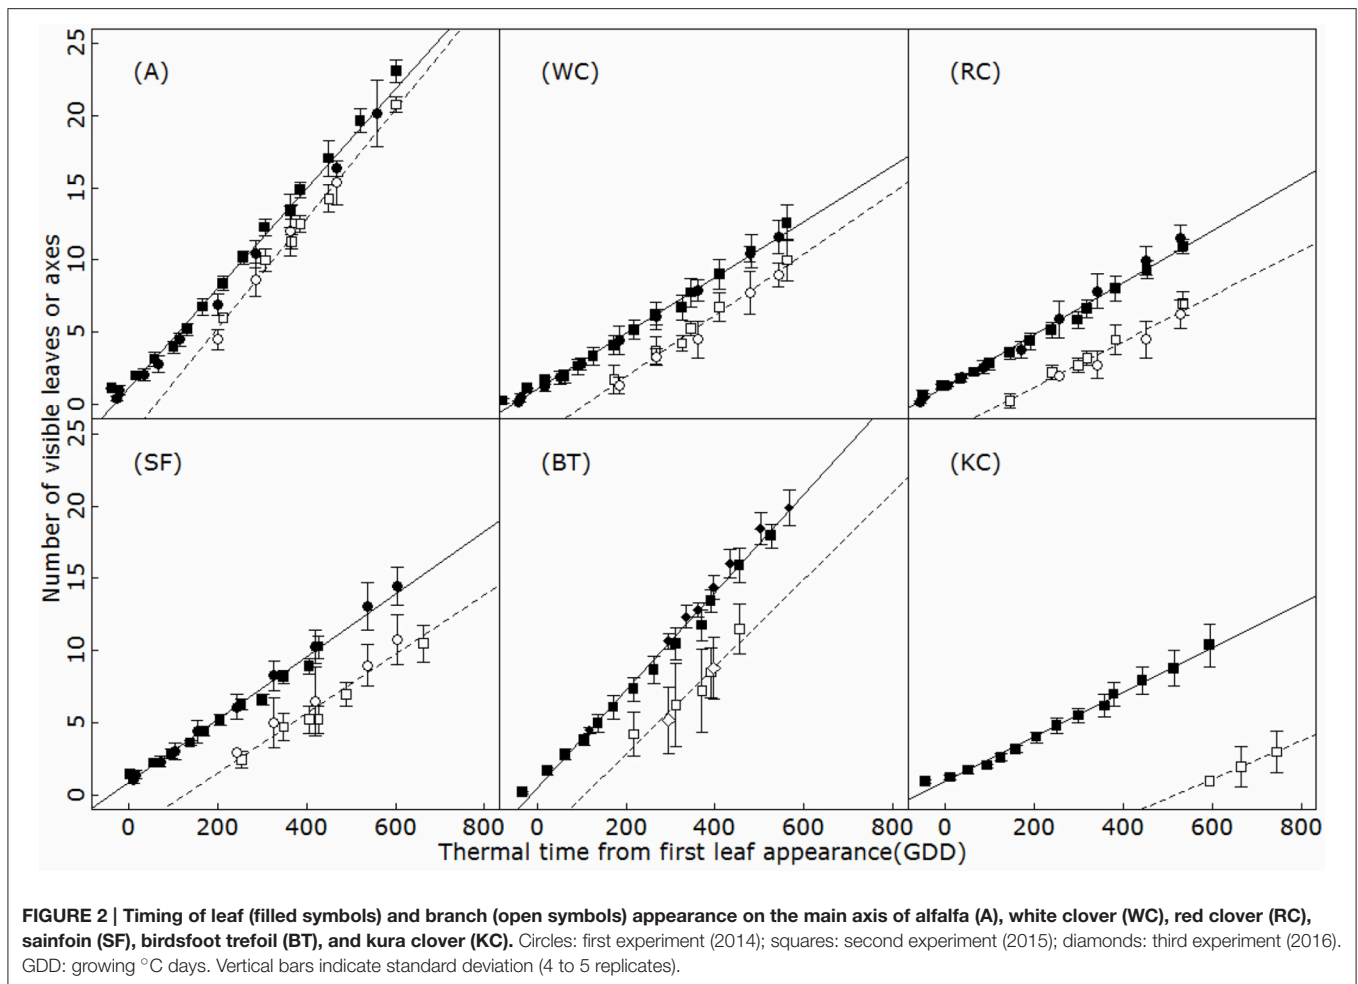 (A)
(WC)
(RC)
0 5 10 15 20 25
(SF)
(BT)
(KC)
0 5 10 15 20 25
Number of visible leaves or axes
0 200 400 600 800
0 200 400 600 800
0 200 400 600 800
Thermal time from first leaf appearance(GDD)
FIGURE 2 | Timing of leaf (filled symbols) and branch (open symbols) appearance on the main axis of alfalfa (A), white clover (WC), red clover (RC),
sainfoin (SF), birdsfoot trefoil (BT), and kura clover (KC). Circles: first experiment (2014); squares: second experiment (2015); diamonds: third experiment (2016).
GDD: growing °C days. Vertical bars indicate standard deviation (4 to 5 replicates).